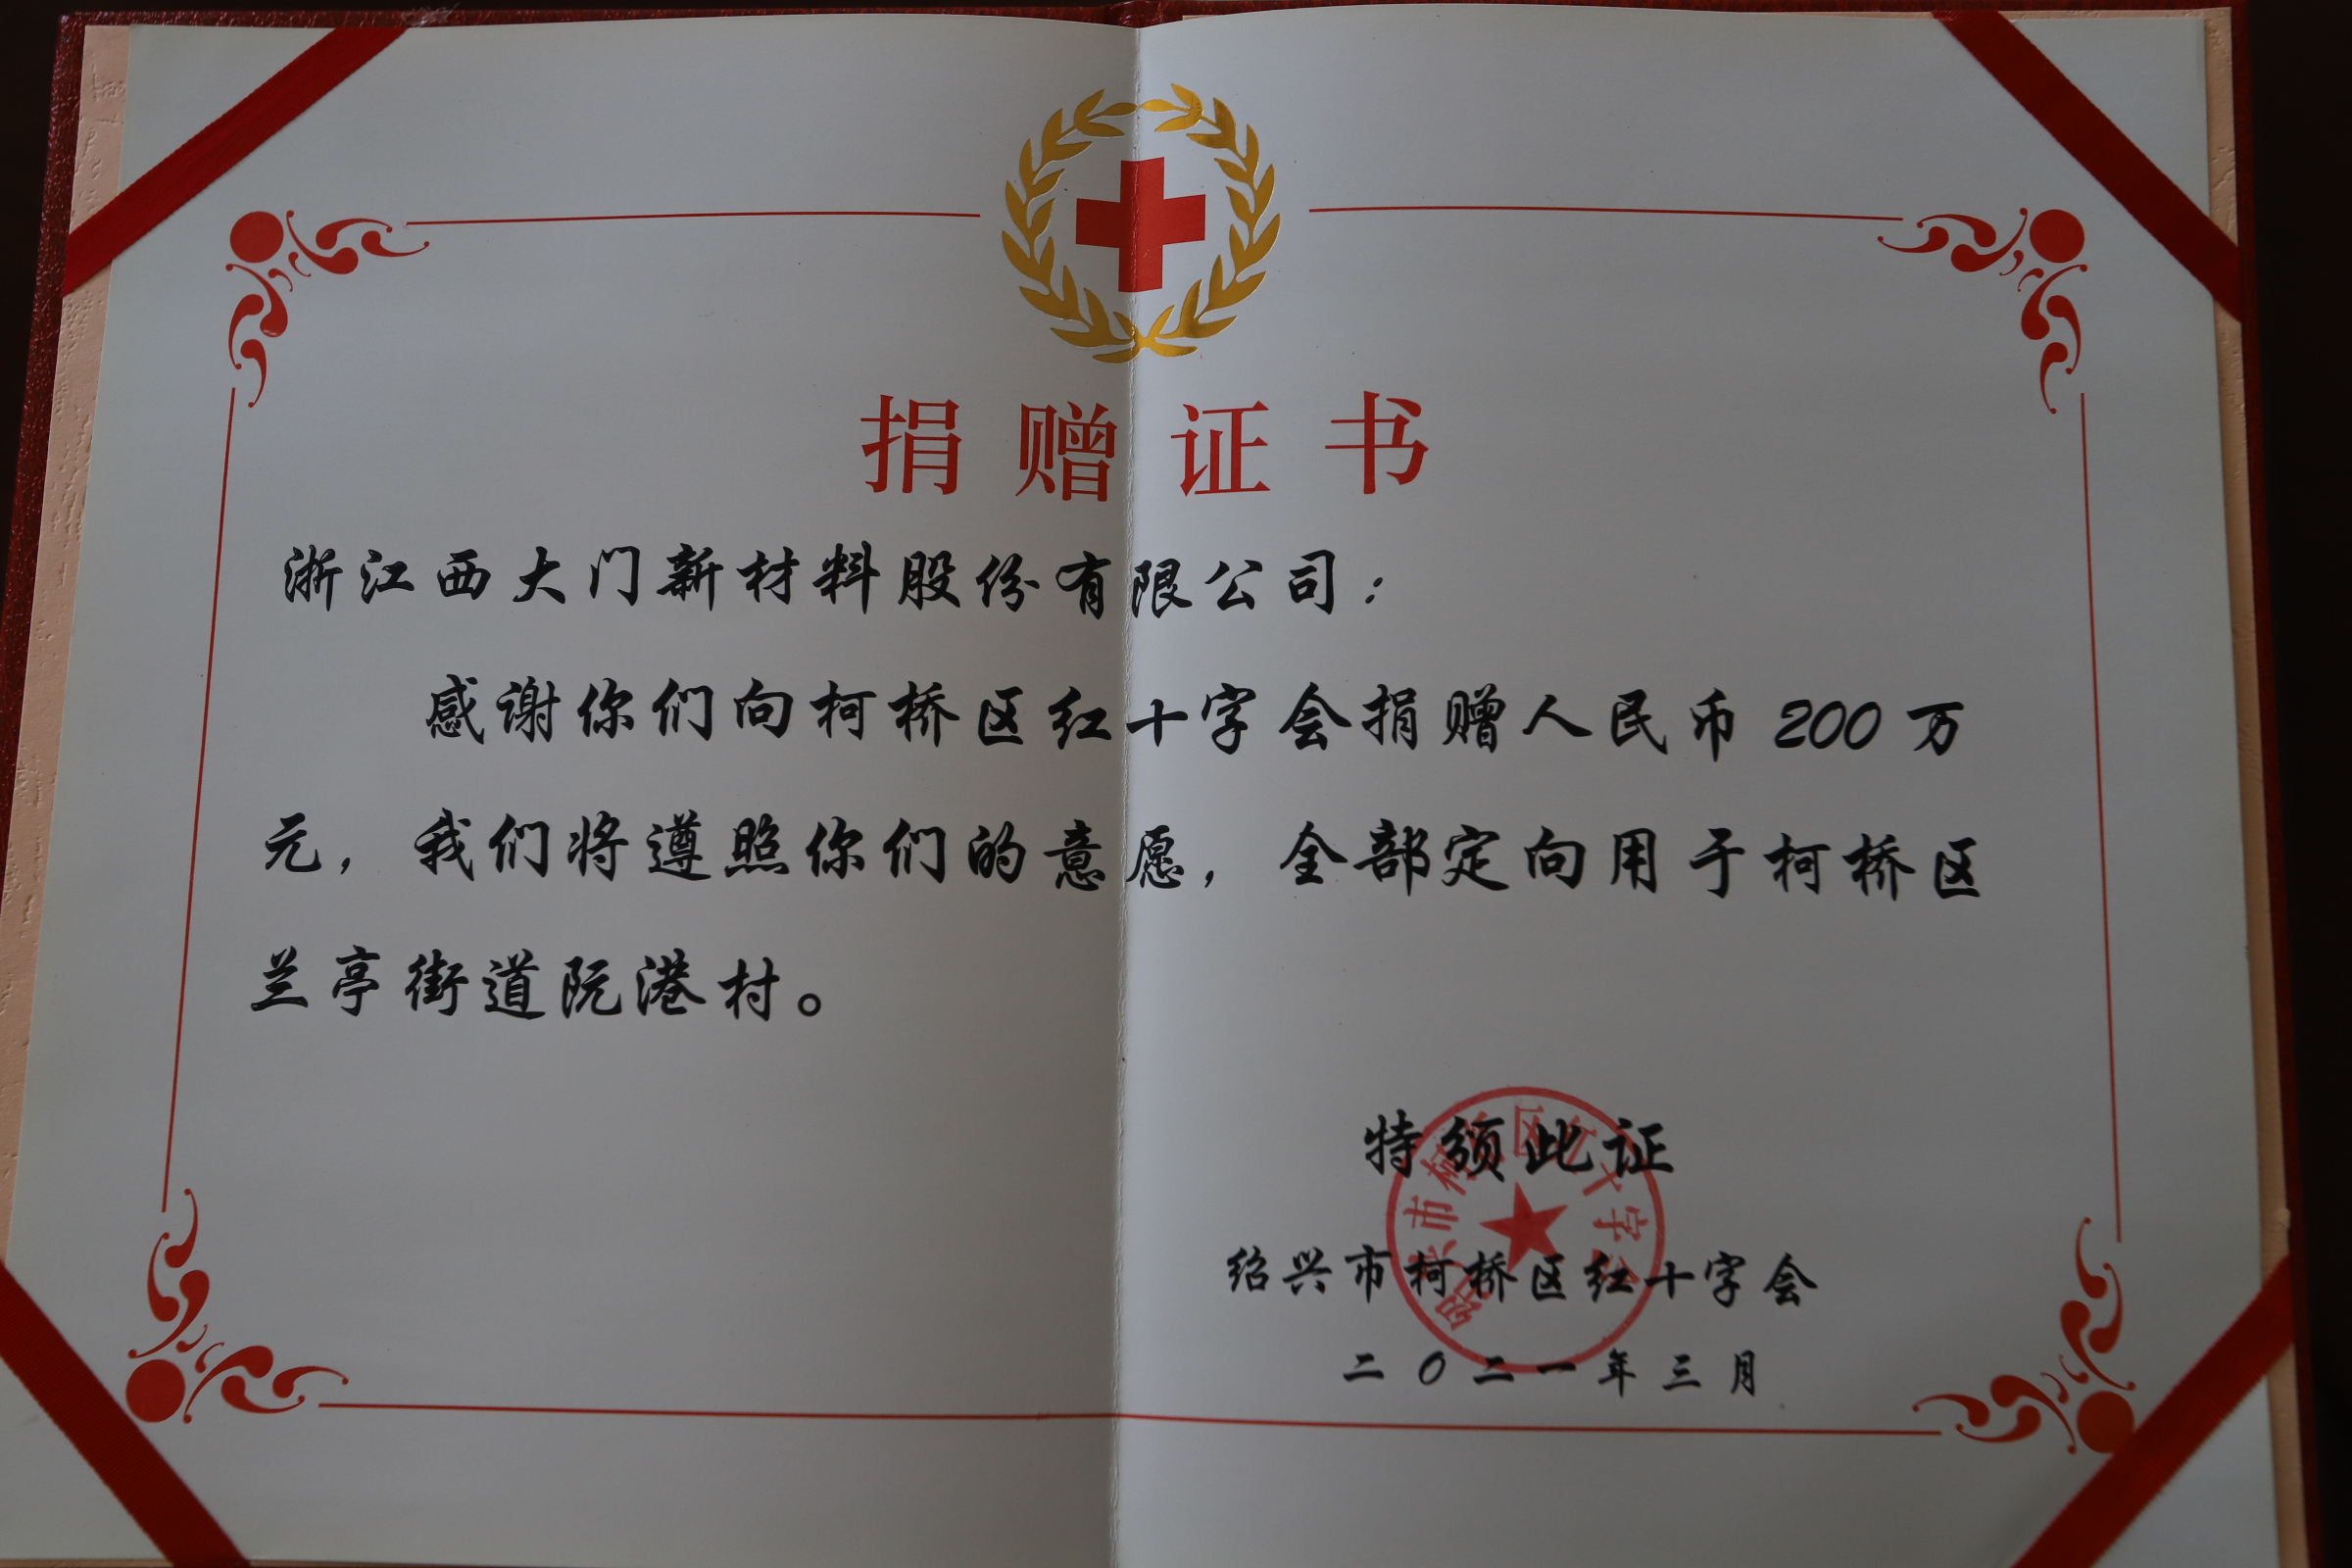 捐赠证书
浙江西大门新材料股份有限公司：
感谢你们向柯桥区红十字会捐赠人民币200万
元，我们将遵照你们的意愿，全部定向用于柯桥区
兰亭街道阮港村。
特颁此证
绍兴市柯桥区红十字会
二0二一年三月